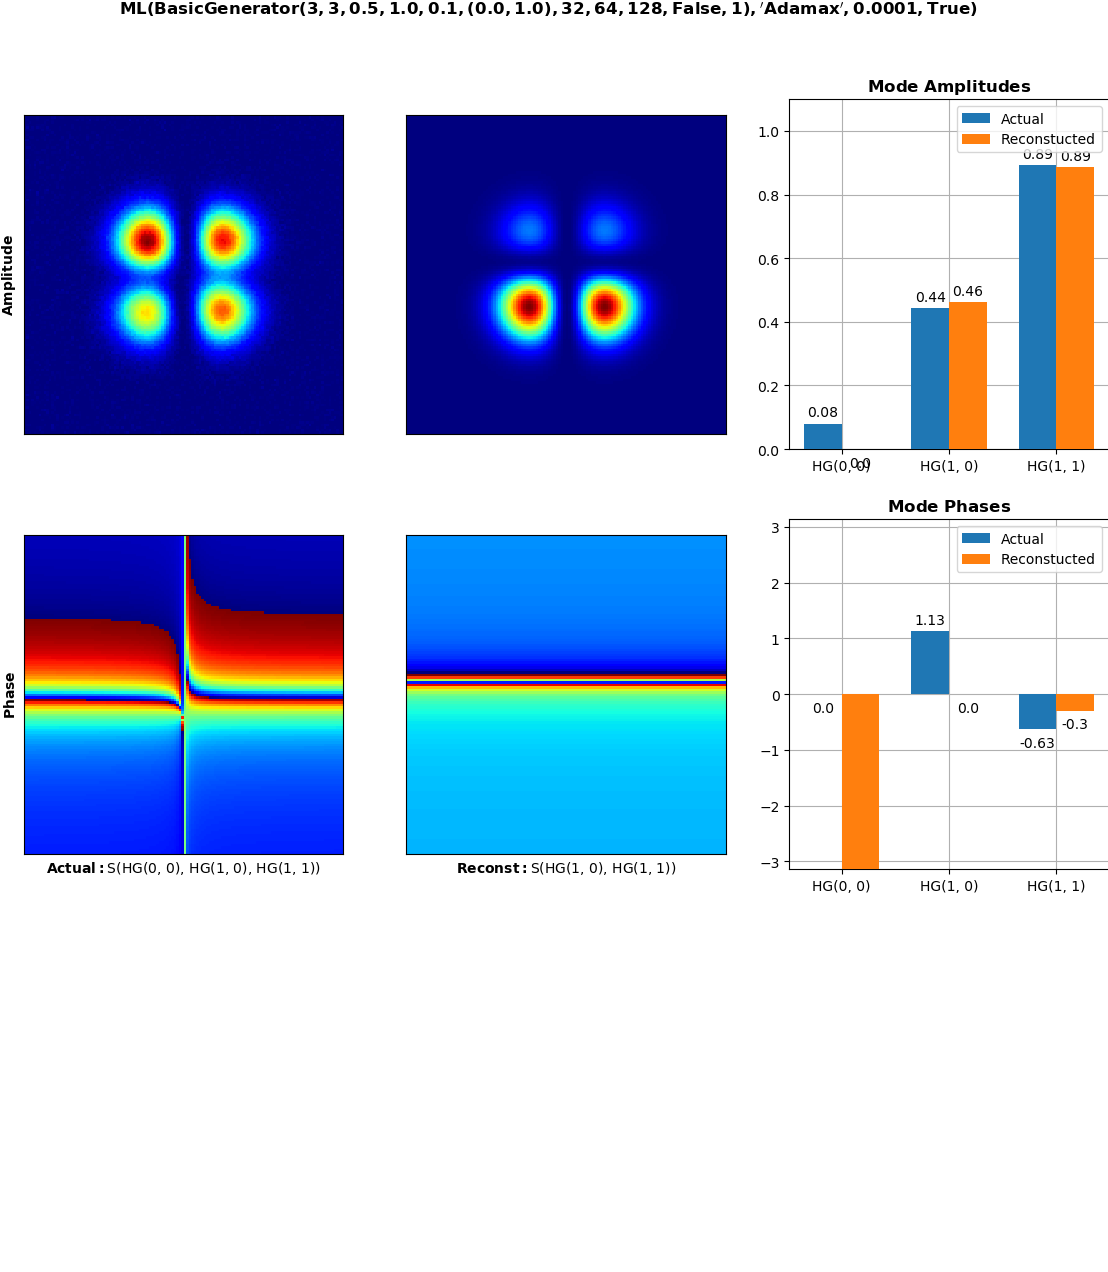 ML(BasicGenerator(3, 3, 0.5, 1.0, 0.1, (0.0, 1.0), 32, 64, 128, False, 1), ′Adamax′, 0.0001, True)
Amplitude
Mode Amplitudes
Actual
Reconstucted
1.0
0.8
0.6
0.4
0.2
0.0
0.08
0.0
0.44
0.46
0.89
0.89
HG(0, 0)
HG(1, 0)
HG(1, 1)
Phase
Actual: S(HG(0, 0), HG(1, 0), HG(1, 1))
Reconst: S(HG(1, 0), HG(1, 1))
Mode Phases
Actual
Reconstucted
3
2
1
0
−1
−2
−3
0.0
1.13
0.0
-0.63
-0.3
HG(0, 0)
HG(1, 0)
HG(1, 1)